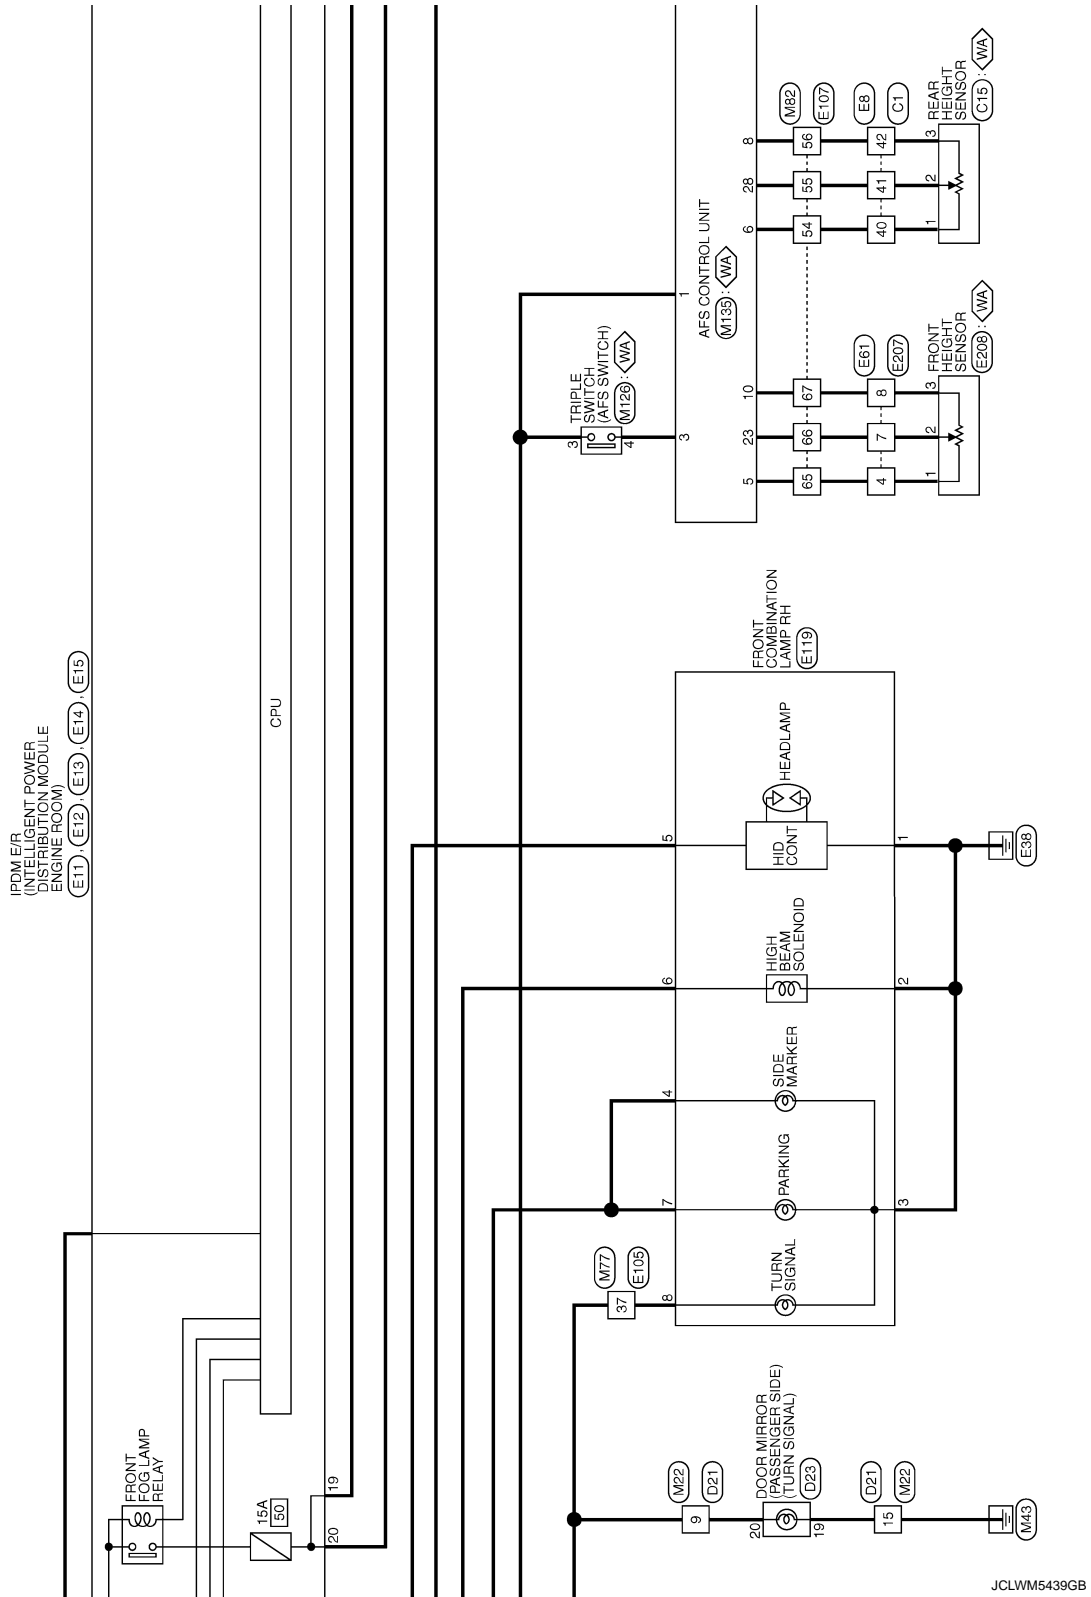 IPDM E/R
(INTELLIGENT POWER
DISTRIBUTION MODULE
ENGINE ROOM)
E11 , E12 , E13 , E14 , E15
CPU
FRONT
FOG LAMP
RELAY
15A
50
20
19
TRIPLE
SWITCH
(AFS SWITCH)
M126 : WA
3
4
3
1
AFS CONTROL UNIT
M135 : WA
5
23
10
6
28
8
65
66
67
54
55
56
M82
E107
4
7
8
E61
E207
40
41
42
E8
C1
1
2
3
FRONT
HEIGHT
SENSOR
E208 : WA
1
2
3
REAR
HEIGHT
SENSOR
C15 : WA
37
M77
E105
8
7
4
6
5
FRONT
COMBINATION
LAMP RH
E119
TURN
SIGNAL
PARKING
SIDE
MARKER
HIGH
BEAM
SOLENOID
HID
CONT
HEADLAMP
3
2
1
E38
9
M22
D21
20
DOOR MIRROR
(PASSENGER SIDE)
(TURN SIGNAL)
D23
19
15
D21
M22
M43
JCLWM5439GB